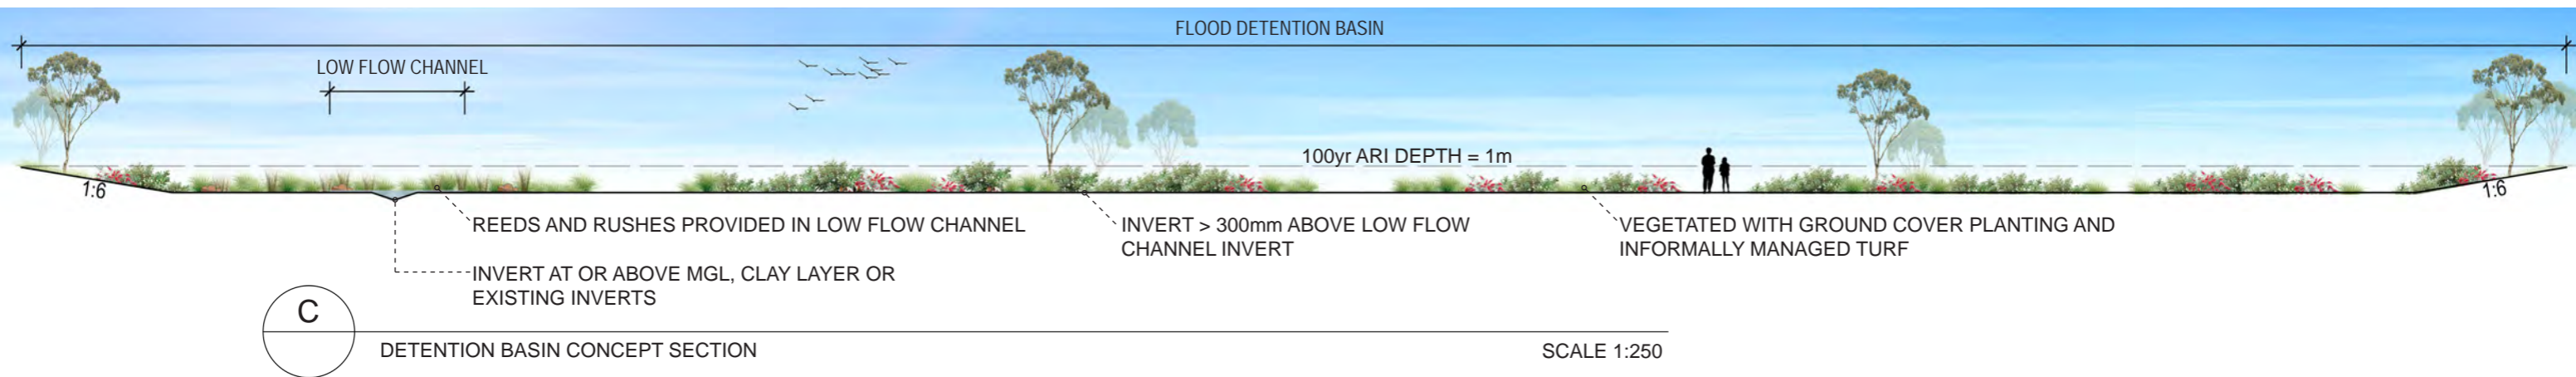 FLOOD DETENTION BASIN
LOW FLOW CHANNEL
100yr ARI DEPTH = 1m
1:6
1:6
REEDS AND RUSHES PROVIDED IN LOW FLOW CHANNEL
INVERT > 300mm ABOVE LOW FLOW
CHANNEL INVERT
VEGETATED WITH GROUND COVER PLANTING AND
INFORMALLY MANAGED TURF
INVERT AT OR ABOVE MGL, CLAY LAYER OR
EXISTING INVERTS
C
DETENTION BASIN CONCEPT SECTION
SCALE 1:250